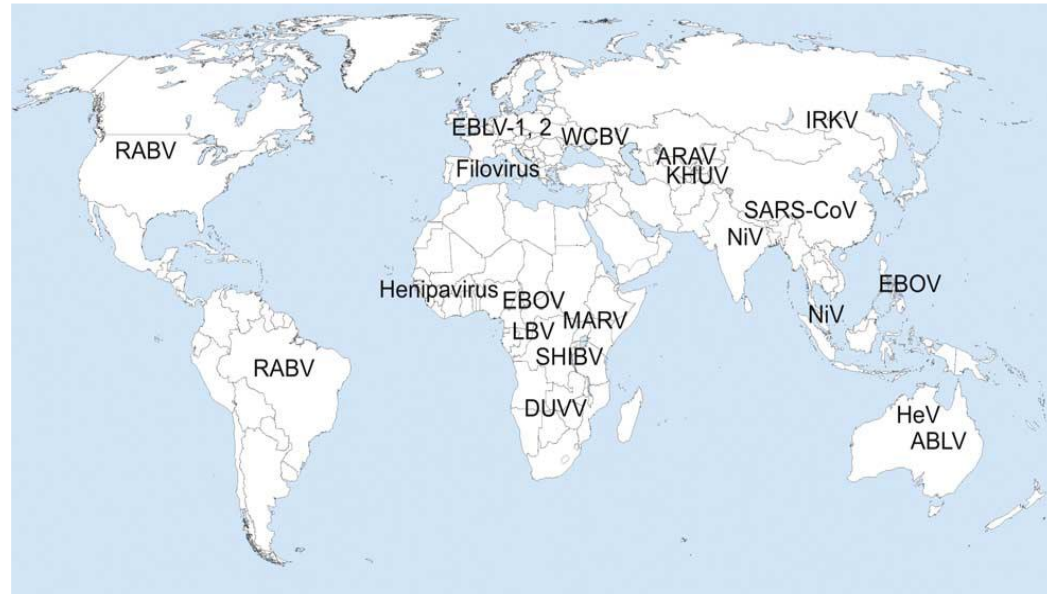 IRKV
EBLV-1, 2
WCBV
RABV
ARAV
Filovirus
KHUV
SARS-CoV
NiV
EBOV
Henipavirus
EBOV
NiV
MARV
LBV
SHIBV
RABV
DUVV
HeV
ABLV